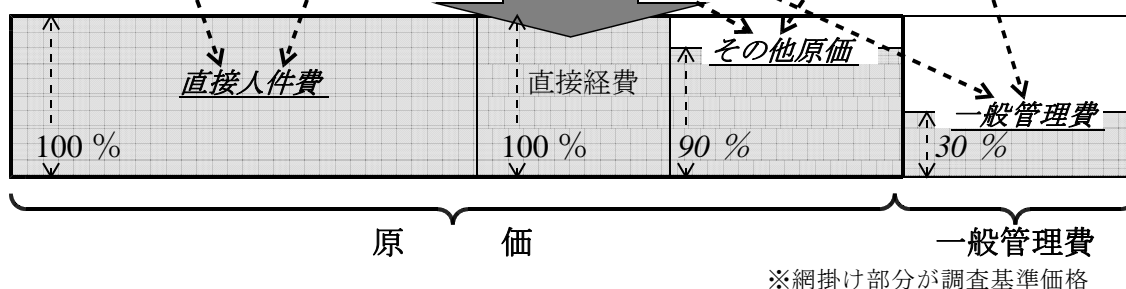 その他原価
直接人件費
直接経費
一般管理費
100 %
100 %
90 %
30 %
原 価
一般管理費
※網掛け部分が調査基準価格